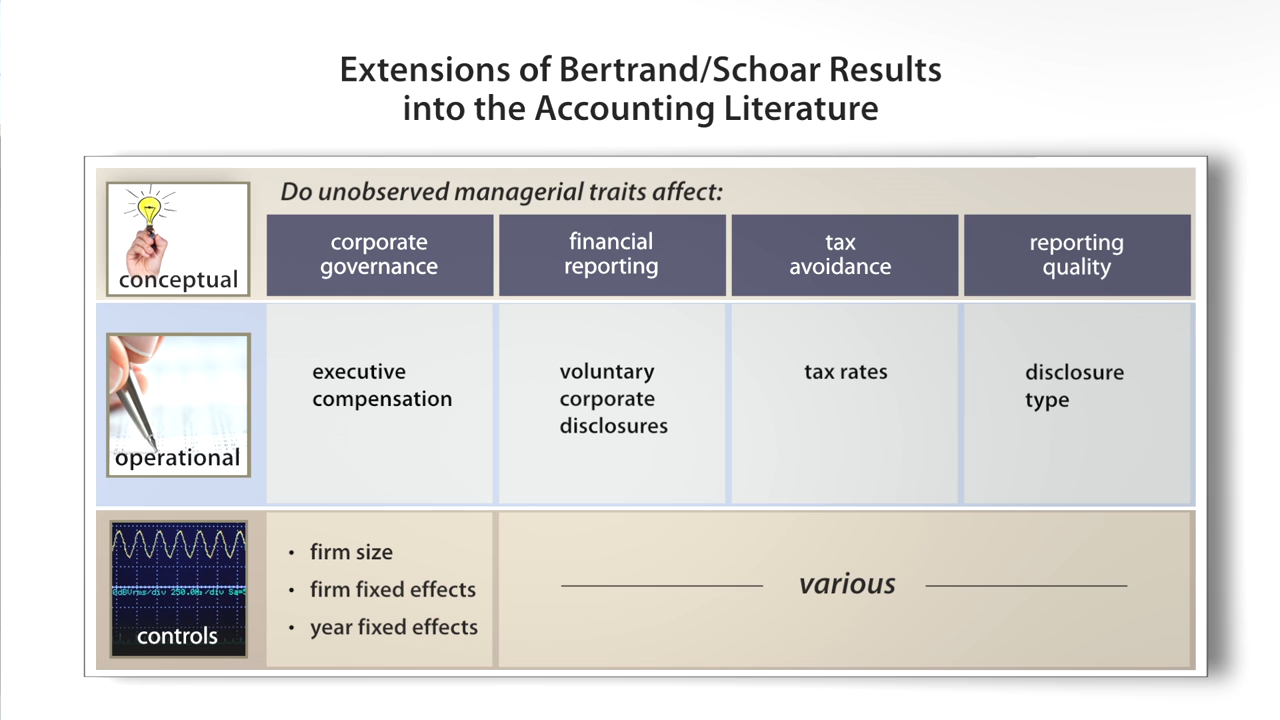 Extensions of Bertrand/Schoar Results
into the Accounting Literature
conceptual
Do unobserved managerial traits affect:
corporate
governance
financial
reporting
tax
avoidance
reporting
quality
operational
executive
compensation
voluntary
corporate
disclosures
tax rates
disclosure
type
controls
• firm size
• firm fixed effects
• year fixed effects
various